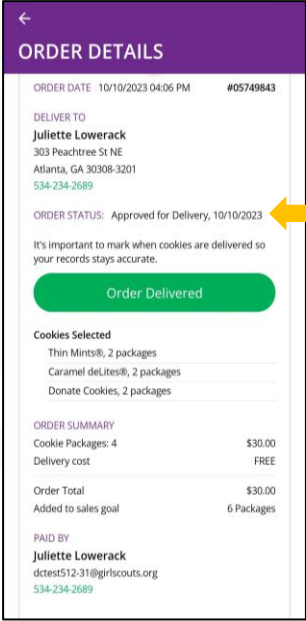 ORDER DETAILS
ORDER DATE 10/10/2023 04:06 PM #05749843
DELIVER TO
Juliette Lowerack
303 Peachtree St NE
Atlanta, GA 30308-3201
534-234-2689
ORDER STATUS: Approved for Delivery, 10/10/2023
It's important to mark when cookies are delivered so
your records stays accurate.
Order Delivered
Cookies Selected
Thin Mints®, 2 packages
Caramel deLites®, 2 packages
Donate Cookies, 2 packages
ORDER SUMMARY
Cookie Packages: 4 $30.00
Delivery cost FREE
Order Total $30.00
Added to sales goal 6 Packages
PAID BY
Juliette Lowerack
dctest512-31@girlscouts.org
534-234-2689